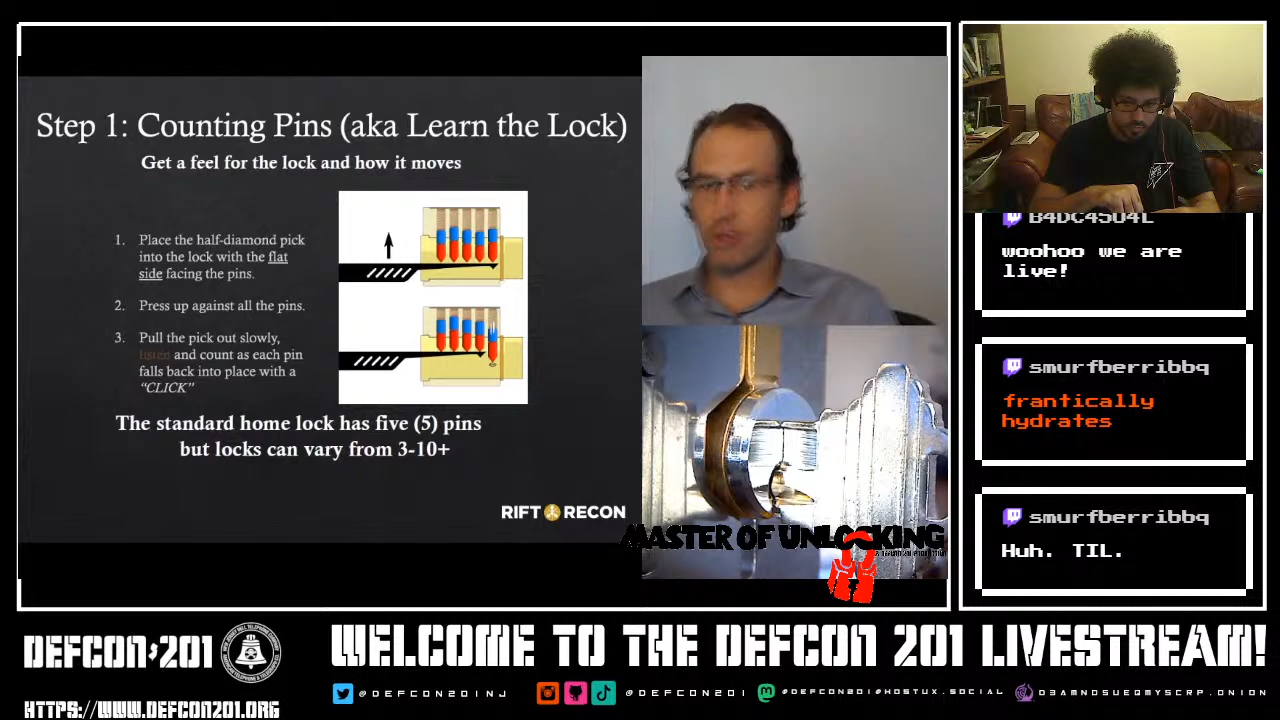 Step 1: Counting Pins (aka Learn the Lock)
Get a feel for the lock and how it moves
1. Place the half-diamond pick
into the lock with the flat
side facing the pins.
2. Press up against all the pins.
3. Pull the pick out slowly,
listen and count as each pin
falls back into place with a
“CLICK”
The standard home lock has five (5) pins
but locks can vary from 3-10+
RIFT RECON
MASTER OF UNLOCKING
B4DC4504L
woohoo we are
live!
smurfberribbq
frantically
hydrates
smurfberribbq
Huh. TIL.
DEFCON 201
WELCOME TO THE DEFCON 201 LIVESTREAM!
HTTPS://WWW.DEFCON201.ORG
@DEFCON201NJ
@DEFCON201
@DEFCON201@HOSTUX.SOCIAL